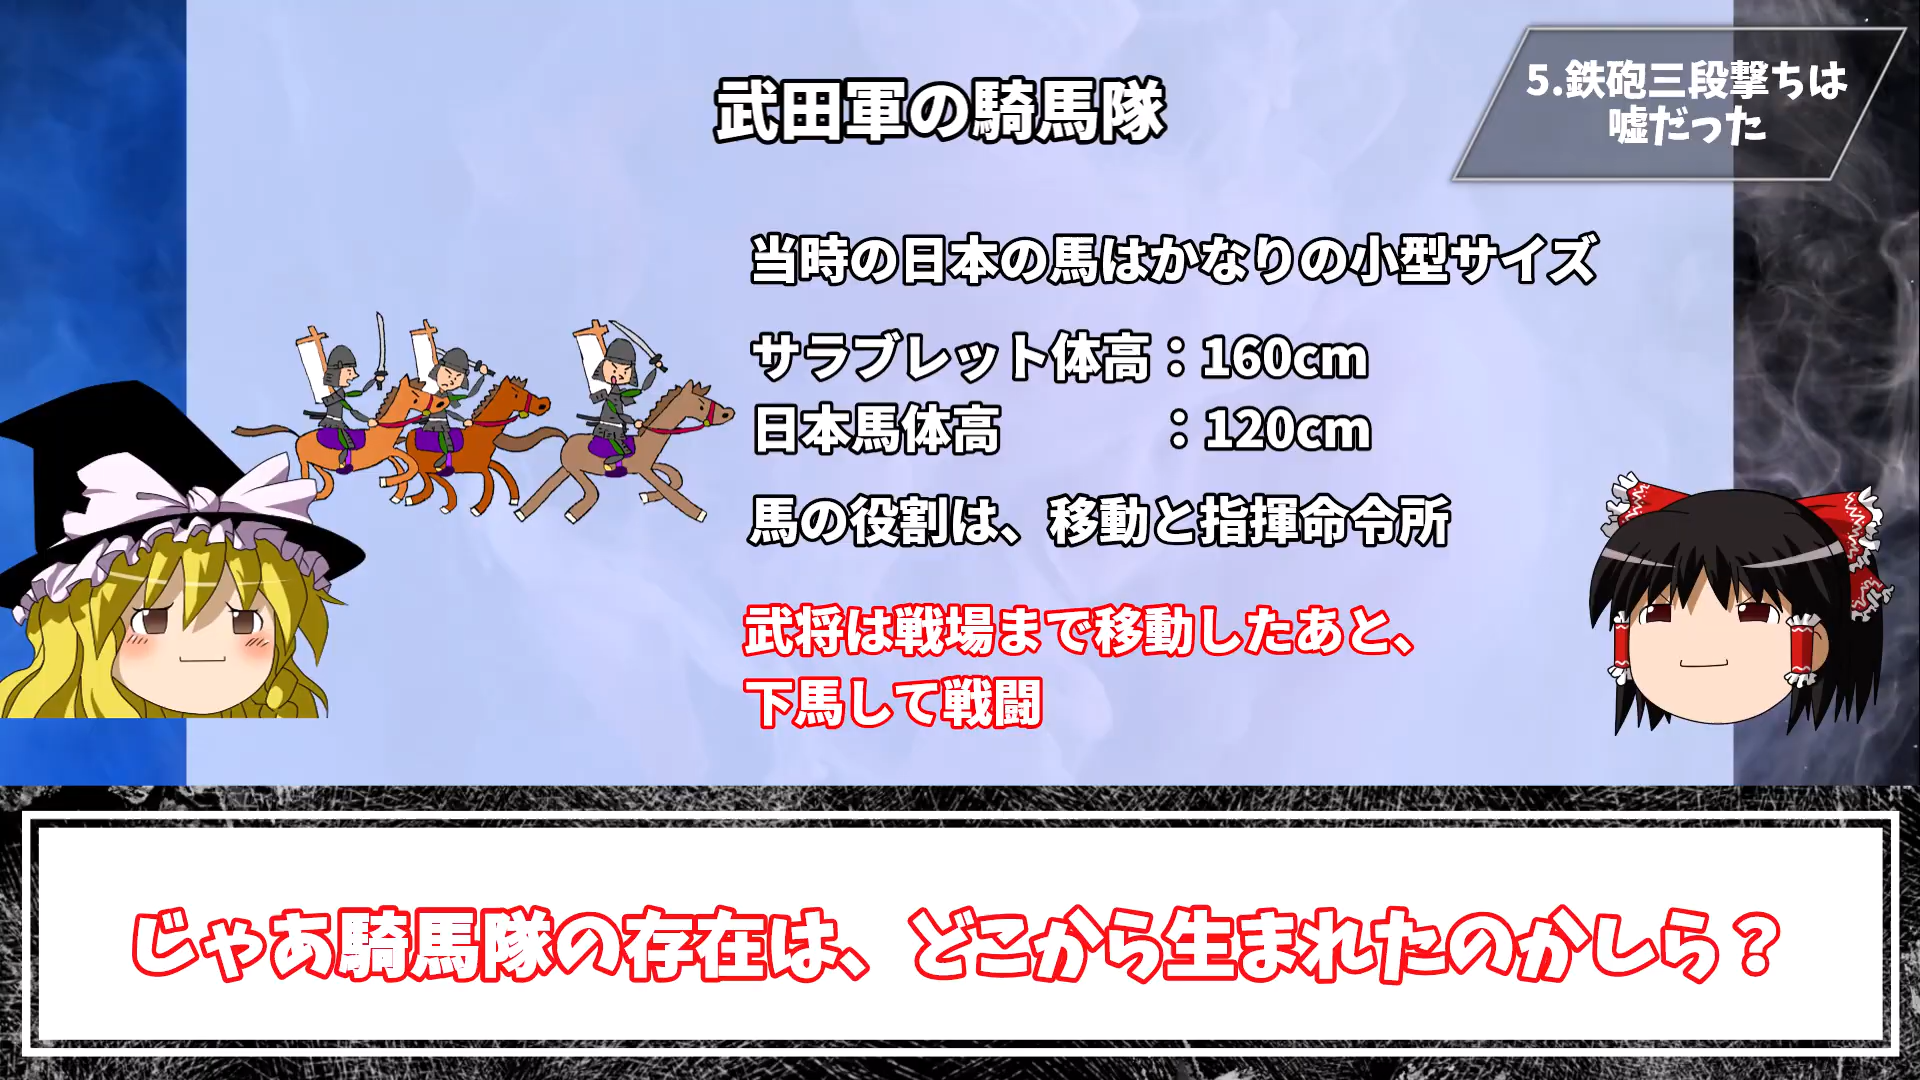 武田軍の騎馬隊
5.鉄砲三段撃ちは
嘘だった
当時の日本の馬はかなりの小型サイズ
サラブレット体高：160cm
日本馬体高　　　：120cm
馬の役割は、移動と指揮命令所
武将は戦場まで移動したあと、
下馬して戦闘
じゃあ騎馬隊の存在は、どこから生まれたのかしら？